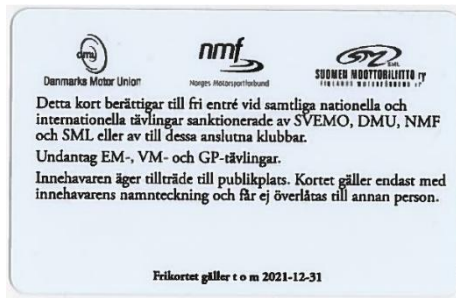 dmu
nmf
SML
Danmarks Motor Union
Norges Motorsportforbund
SUOMEN MOOTTORILIITTO ry
Detta kort berättigar till fri entré vid samtliga nationella och
internationella tävlingar sanktionerade av SVEMO, DMU, NMF
och SML eller av till dessa anslutna klubbar.
Undantag EM-, VM- och GP-tävlingar.
Innehavaren äger tillträde till publikplats. Kortet gäller endast med
innehavarens namnteckning och får ej överlåtas till annan person.
Frikortet gäller t o m 2021-12-31